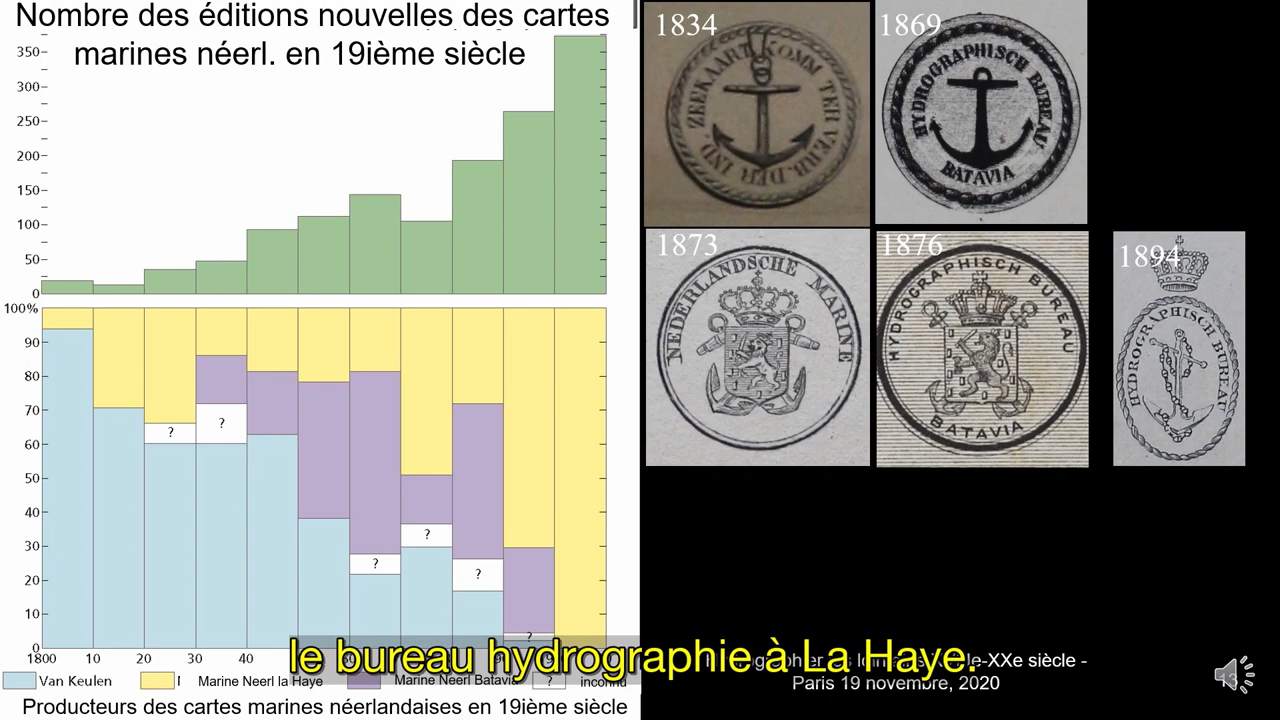 Nombre des éditions nouvelles des cartes
marines néerl. en 19ième siècle
350
300
250
200
150
100
50
0
100%
90
80
70
60
50
40
30
20
10
0
?
?
?
?
?
?
1800
10
20
30
40
Van Keulen
Marine Neerl la Haye
Marine Neerl Batavia
?
inconnu
Producteurs des cartes marines néerlandaises en 19ième siècle
1834
ZEEKAART KOMM TER VERB. DER IND.
1869
HYDROGRAPHISCH BUREAU
BATAVIA
1873
NEDERLANDSCHE MARINE
1876
HYDROGRAPHISCH BUREAU
BATAVIA
1894
HYDROGRAPHISCH BUREAU
le bureau hydrographie à La Haye.
le-XXe siècle -
Paris 19 novembre, 2020